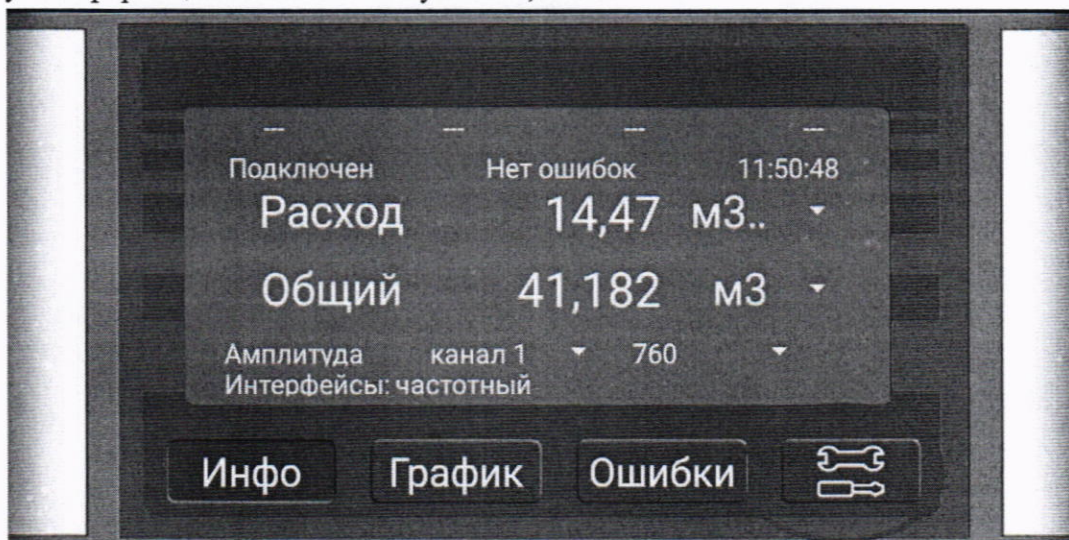 --- --- --- ---
Подключен Нет ошибок 11:50:48
Расход 14,47 м3..
Общий 41,182 м3
Амплитуда канал 1 760
Интерфейсы: частотный
Инфо График Ошибки